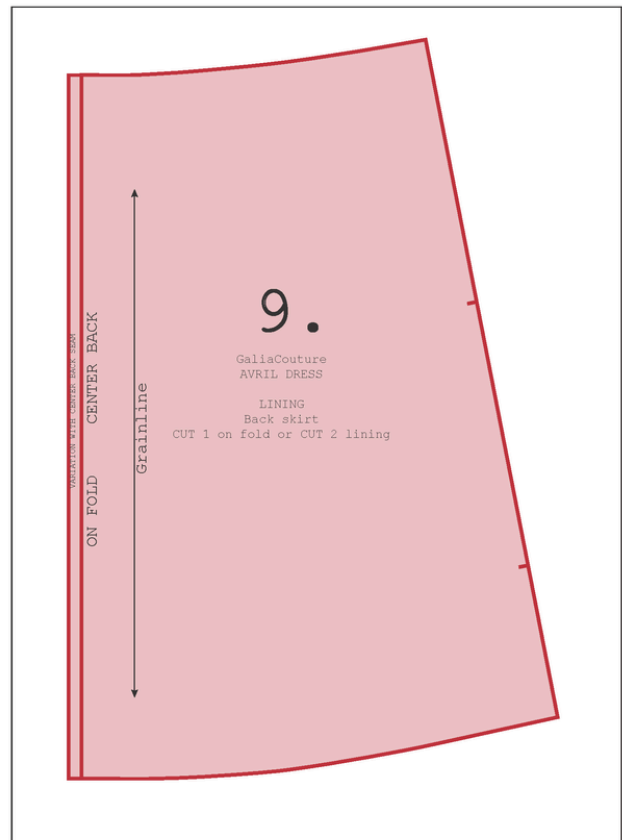 9.
GaliaCouture
AVRIL DRESS
LINING
Back skirt
CUT 1 on fold or CUT 2 lining
VARIATION WITH CENTER BACK SEAM
ON FOLD CENTER BACK
Grainline